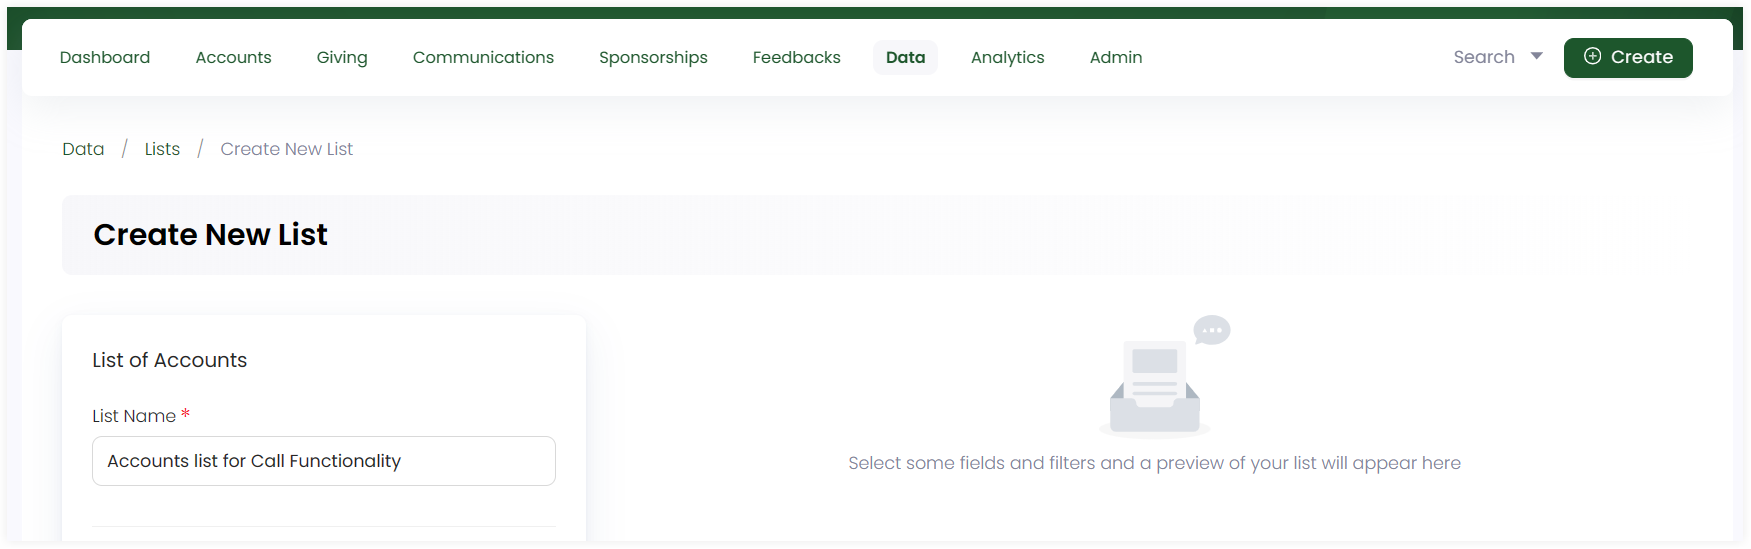 Dashboard Accounts Giving Communications Sponsorships Feedbacks Data Analytics Admin Search Create
Data / Lists / Create New List
Create New List
List of Accounts
List Name *
Accounts list for Call Functionality
Select some fields and filters and a preview of your list will appear here